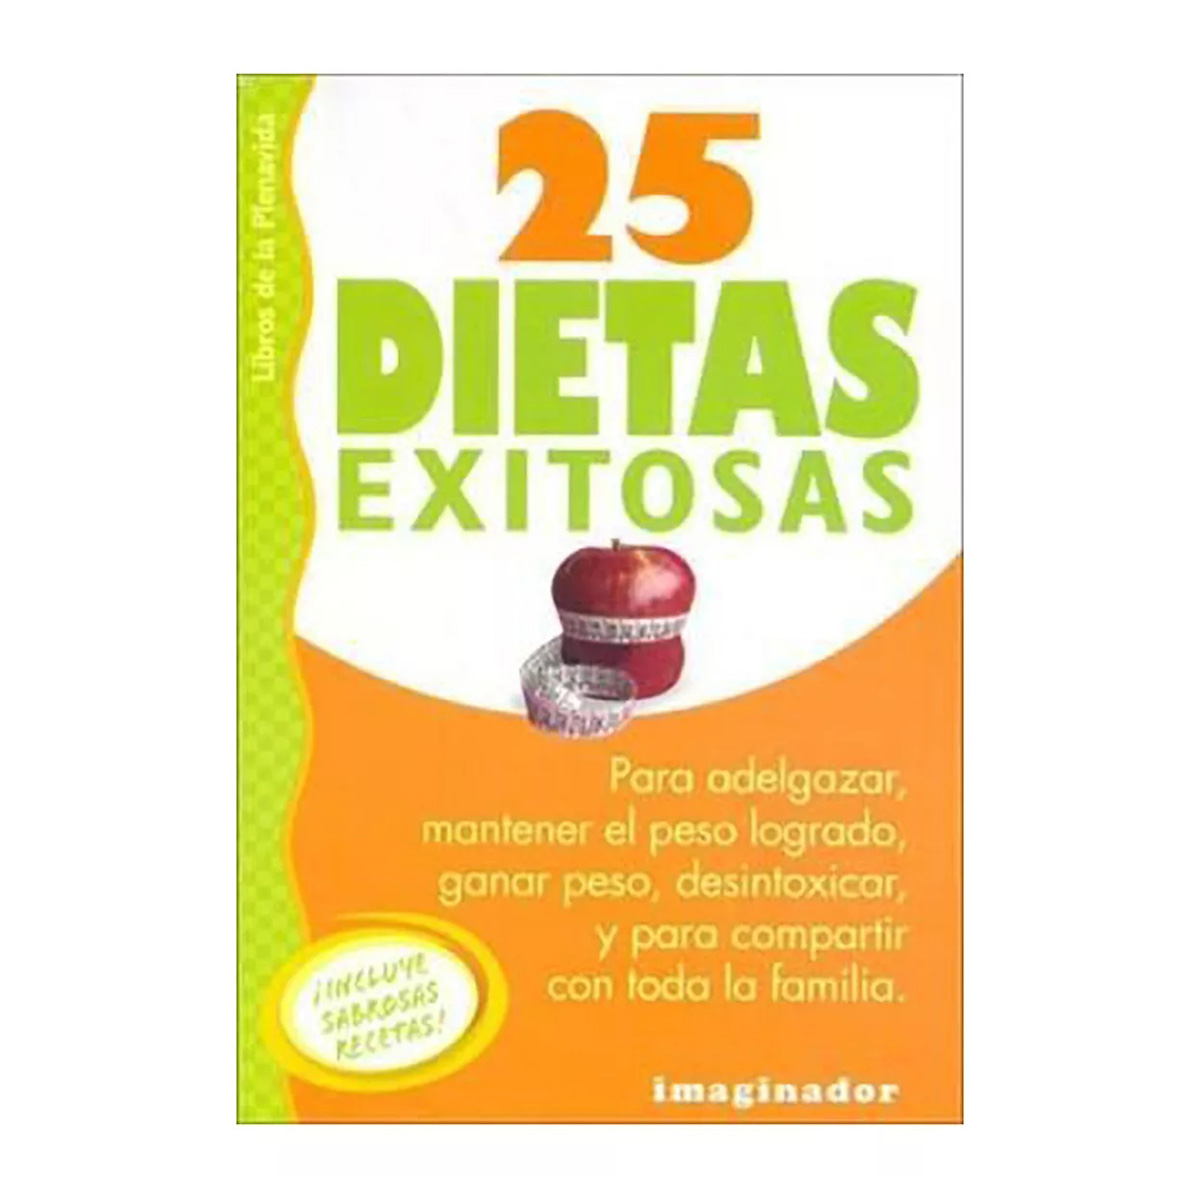 Libros de la Plenavida
25
DIETAS
EXITOSAS
Para adelgazar,
mantener el peso logrado,
ganar peso, desintoxicar,
y para compartir
con toda la familia.
¡INCLUYE
SABROSAS
RECETAS!
imaginador